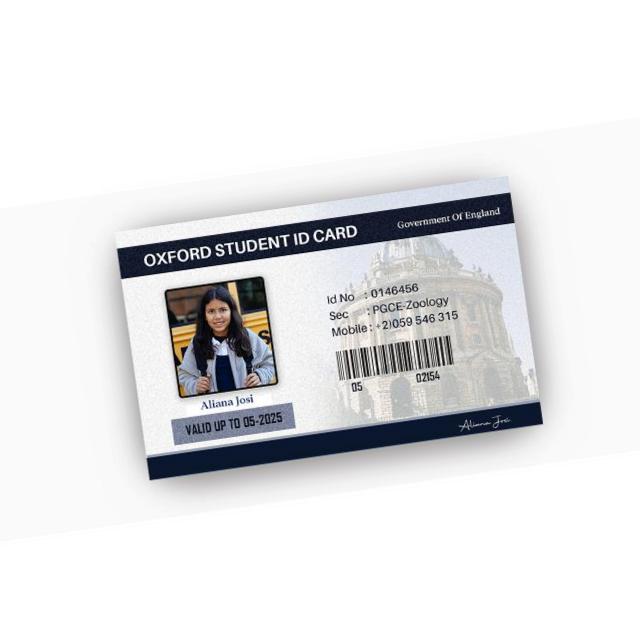 OXFORD STUDENT ID CARD
Government Of England
Id No : 0146456
Sec : PGCE-Zoology
Mobile : +2)059 546 315
05 02154
Aliana Josi
VALID UP TO 05-2025
Aliana Josi